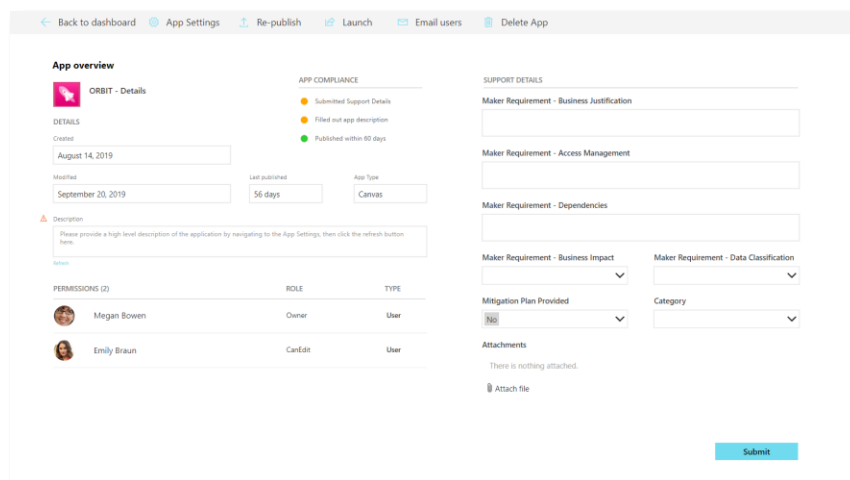 Back to dashboard App Settings Re-publish Launch Email users Delete App
App overview
ORBIT - Details
DETAILS
Created
August 14, 2019
Modified Last published App Type
September 20, 2019 56 days Canvas
Description
Please provide a high level description of the application by navigating to the App Settings, then click the refresh button
here.
Refresh
PERMISSIONS (2) ROLE TYPE
Megan Bowen Owner User
Emily Braun CanEdit User
APP COMPLIANCE
Submitted Support Details
Filled out app description
Published within 60 days
SUPPORT DETAILS
Maker Requirement - Business Justification
Maker Requirement - Access Management
Maker Requirement - Dependencies
Maker Requirement - Business Impact Maker Requirement - Data Classification
Mitigation Plan Provided Category
No
Attachments
There is nothing attached.
Attach file
Submit